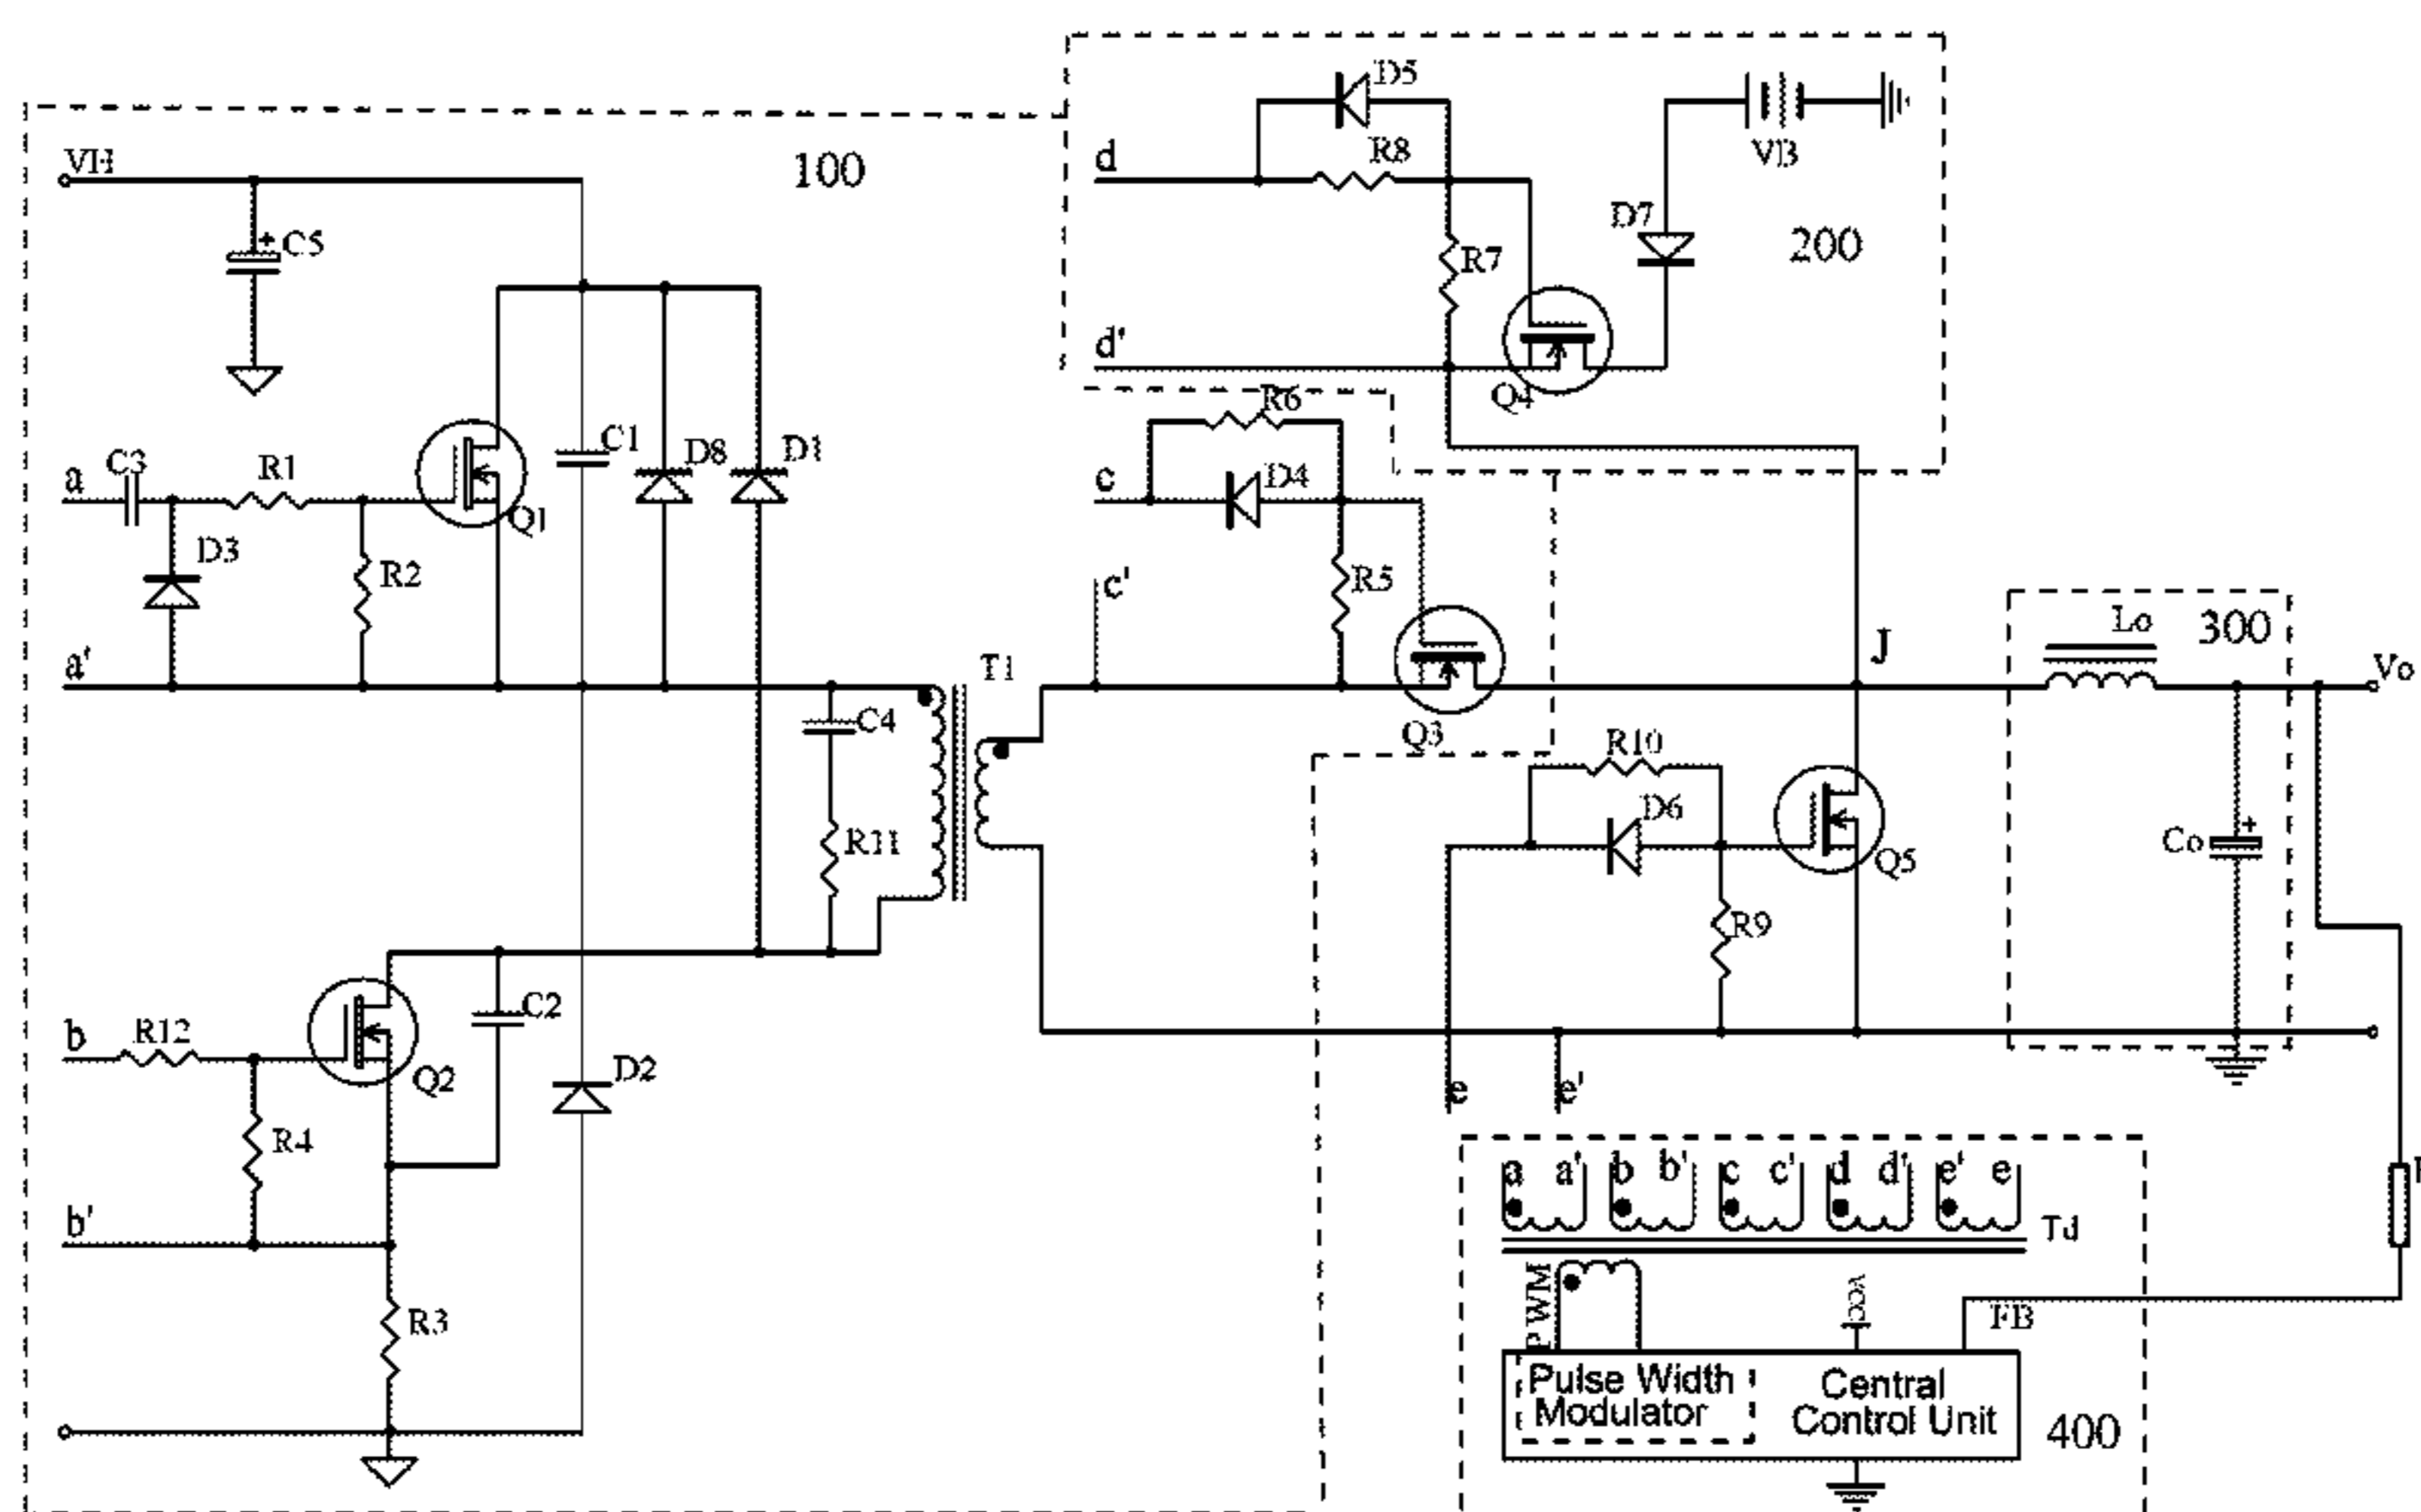 D5
VH
100
d
R8
VB
D7
C5
R7
200
d'
R6
Q4
C3
R1
C1
D8
D1
a
c
D4
Q1
D3
R2
c'
R5
Lo
300
a'
T1
J
Vo
C4
Q3
R10
D6
R11
Co
Q5
R9
C2
b
R12
Q2
D2
e
e'
R4
a a' b b' c c' d d' e' e
b'
Td
PWM
VCC
FB
R3
Pulse Width
Modulator
Central
Control Unit
400